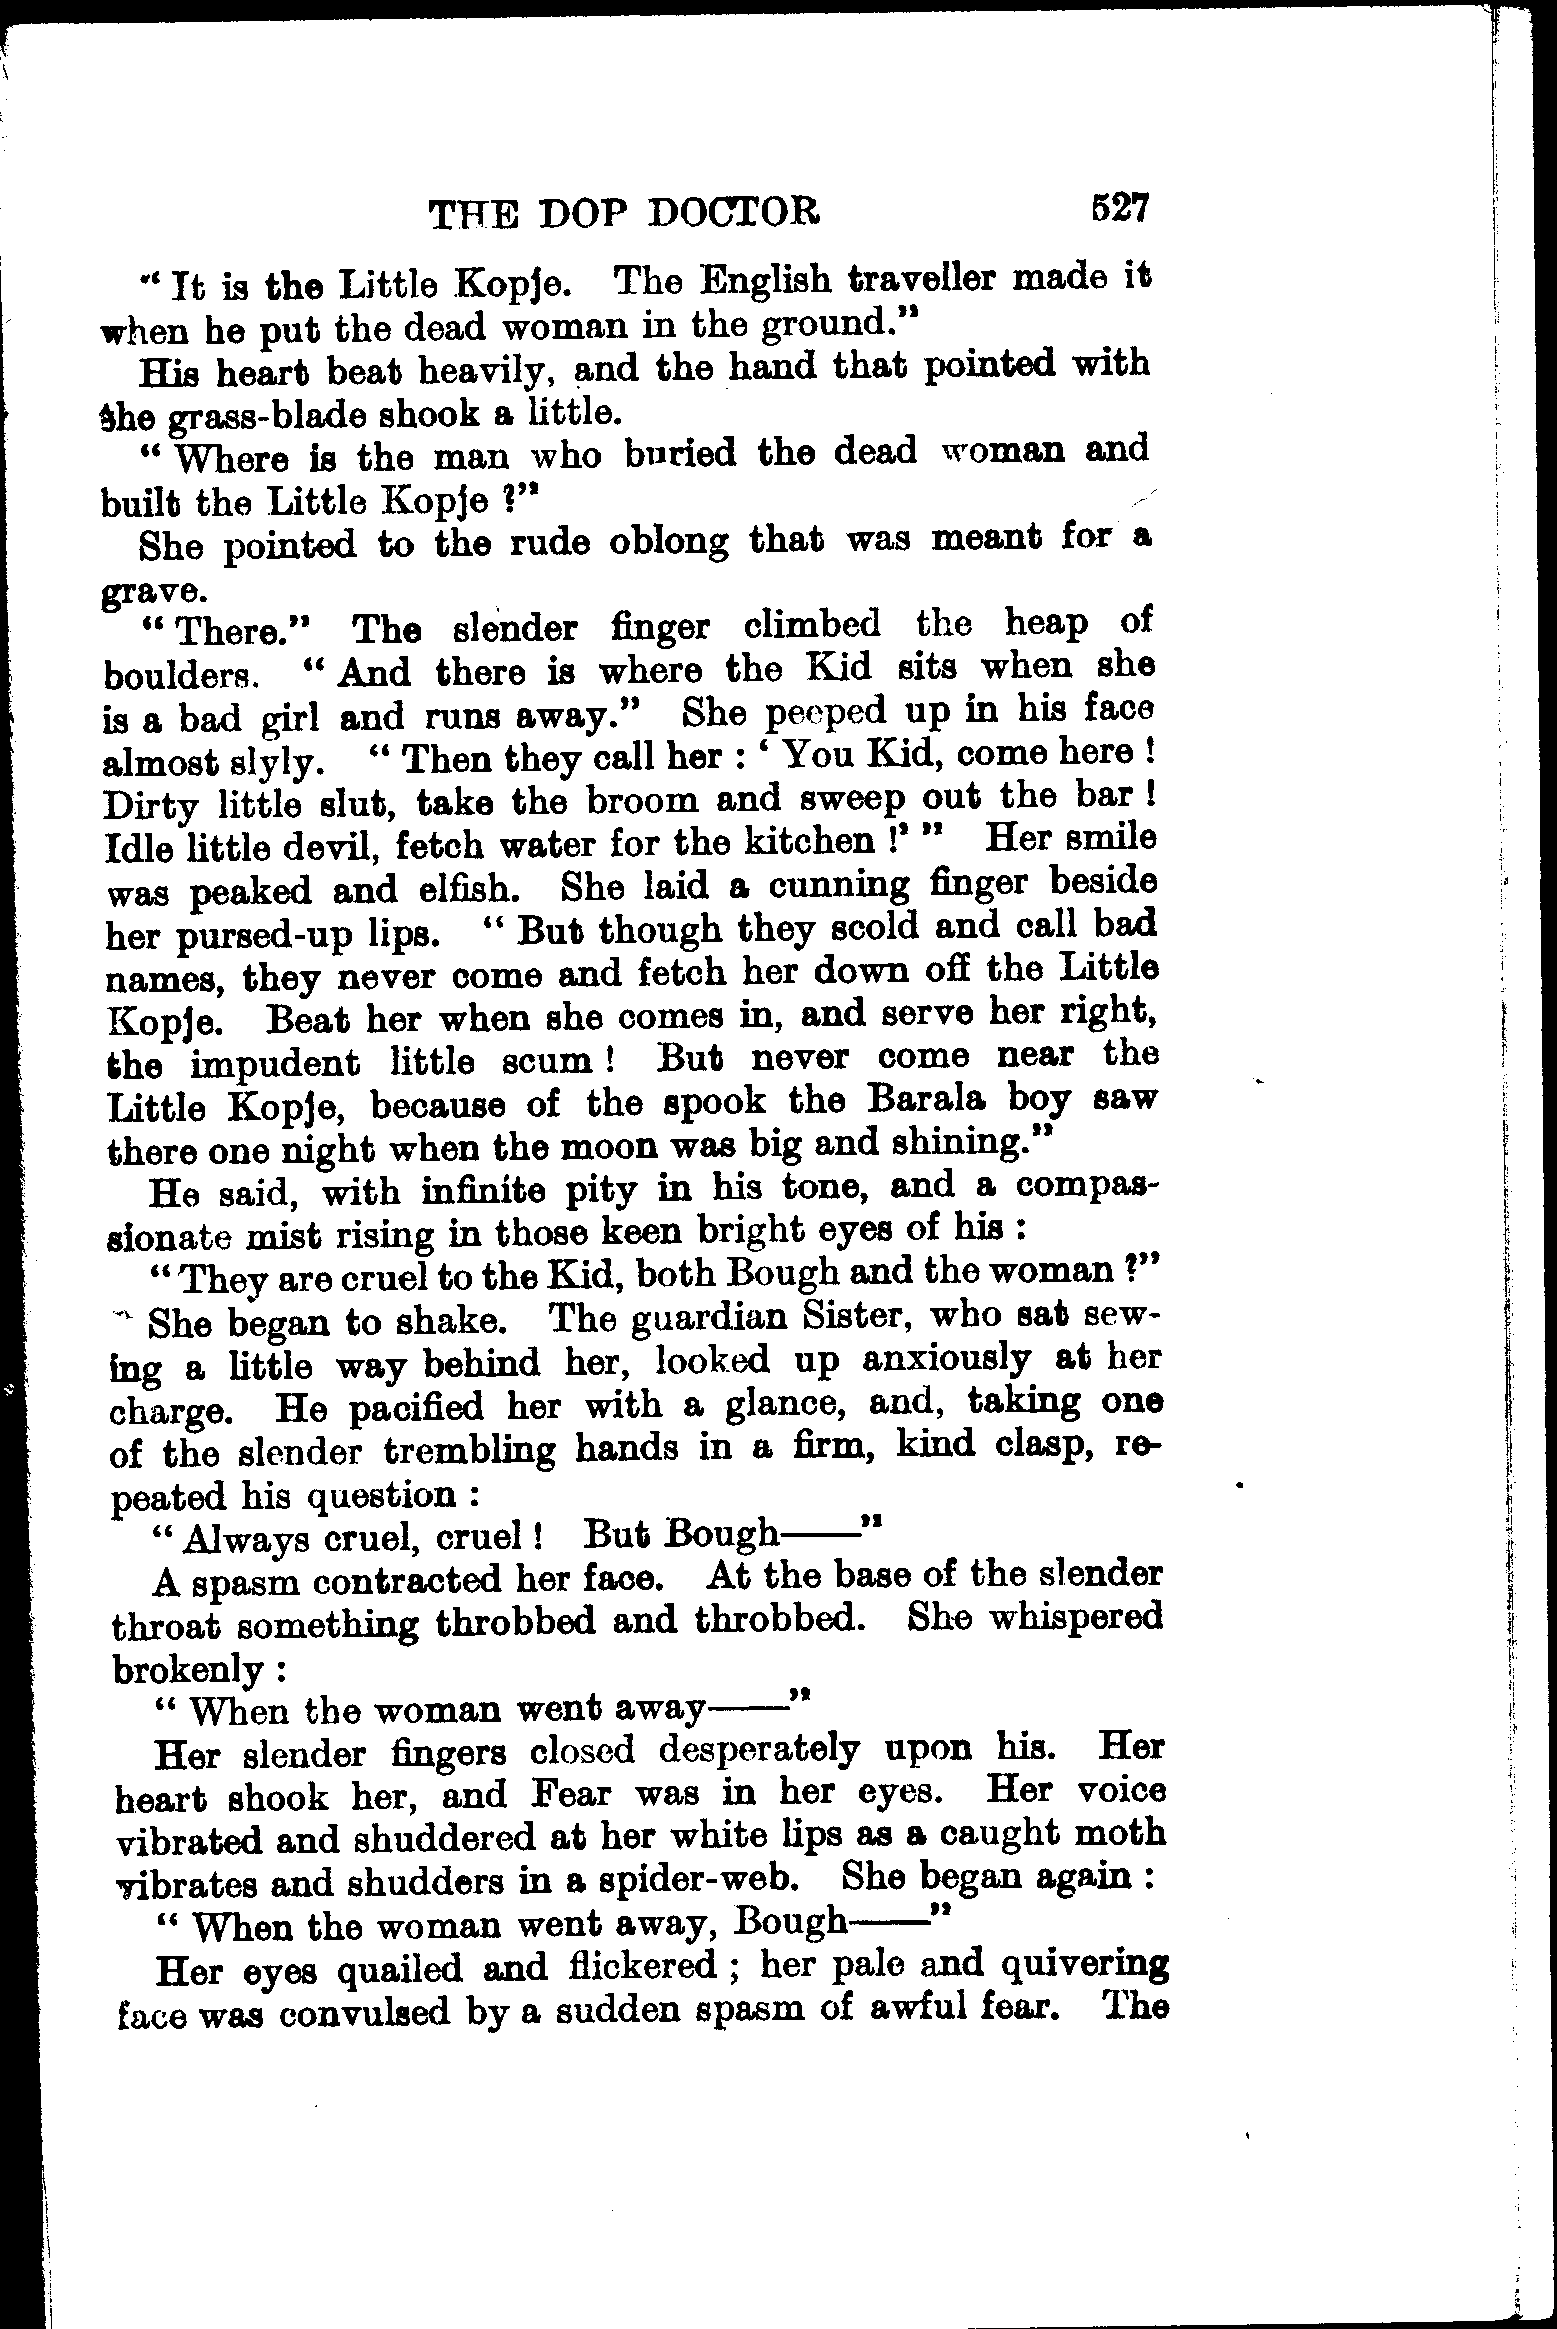 THE DOP DOCTOR 527
“ It is the Little Kopje. The English traveller made it
when he put the dead woman in the ground.”
His heart beat heavily, and the hand that pointed with
the grass-blade shook a little.
“ Where is the man who buried the dead woman and
built the Little Kopje ?”
She pointed to the rude oblong that was meant for a
grave.
“ There.” The slender finger climbed the heap of
boulders. “ And there is where the Kid sits when she
is a bad girl and runs away.” She peeped up in his face
almost slyly. “ Then they call her : ‘ You Kid, come here !
Dirty little slut, take the broom and sweep out the bar !
Idle little devil, fetch water for the kitchen !’ ” Her smile
was peaked and elfish. She laid a cunning finger beside
her pursed-up lips. “ But though they scold and call bad
names, they never come and fetch her down off the Little
Kopje. Beat her when she comes in, and serve her right,
the impudent little scum ! But never come near the
Little Kopje, because of the spook the Barala boy saw
there one night when the moon was big and shining.”
He said, with infinite pity in his tone, and a compas-
sionate mist rising in those keen bright eyes of his :
“ They are cruel to the Kid, both Bough and the woman ?”
She began to shake. The guardian Sister, who sat sew-
ing a little way behind her, looked up anxiously at her
charge. He pacified her with a glance, and, taking one
of the slender trembling hands in a firm, kind clasp, re-
peated his question :
“ Always cruel, cruel ! But Bough——”
A spasm contracted her face. At the base of the slender
throat something throbbed and throbbed. She whispered
brokenly :
“ When the woman went away——”
Her slender fingers closed desperately upon his. Her
heart shook her, and Fear was in her eyes. Her voice
vibrated and shuddered at her white lips as a caught moth
vibrates and shudders in a spider-web. She began again :
“ When the woman went away, Bough——”
Her eyes quailed and flickered ; her pale and quivering
face was convulsed by a sudden spasm of awful fear. The